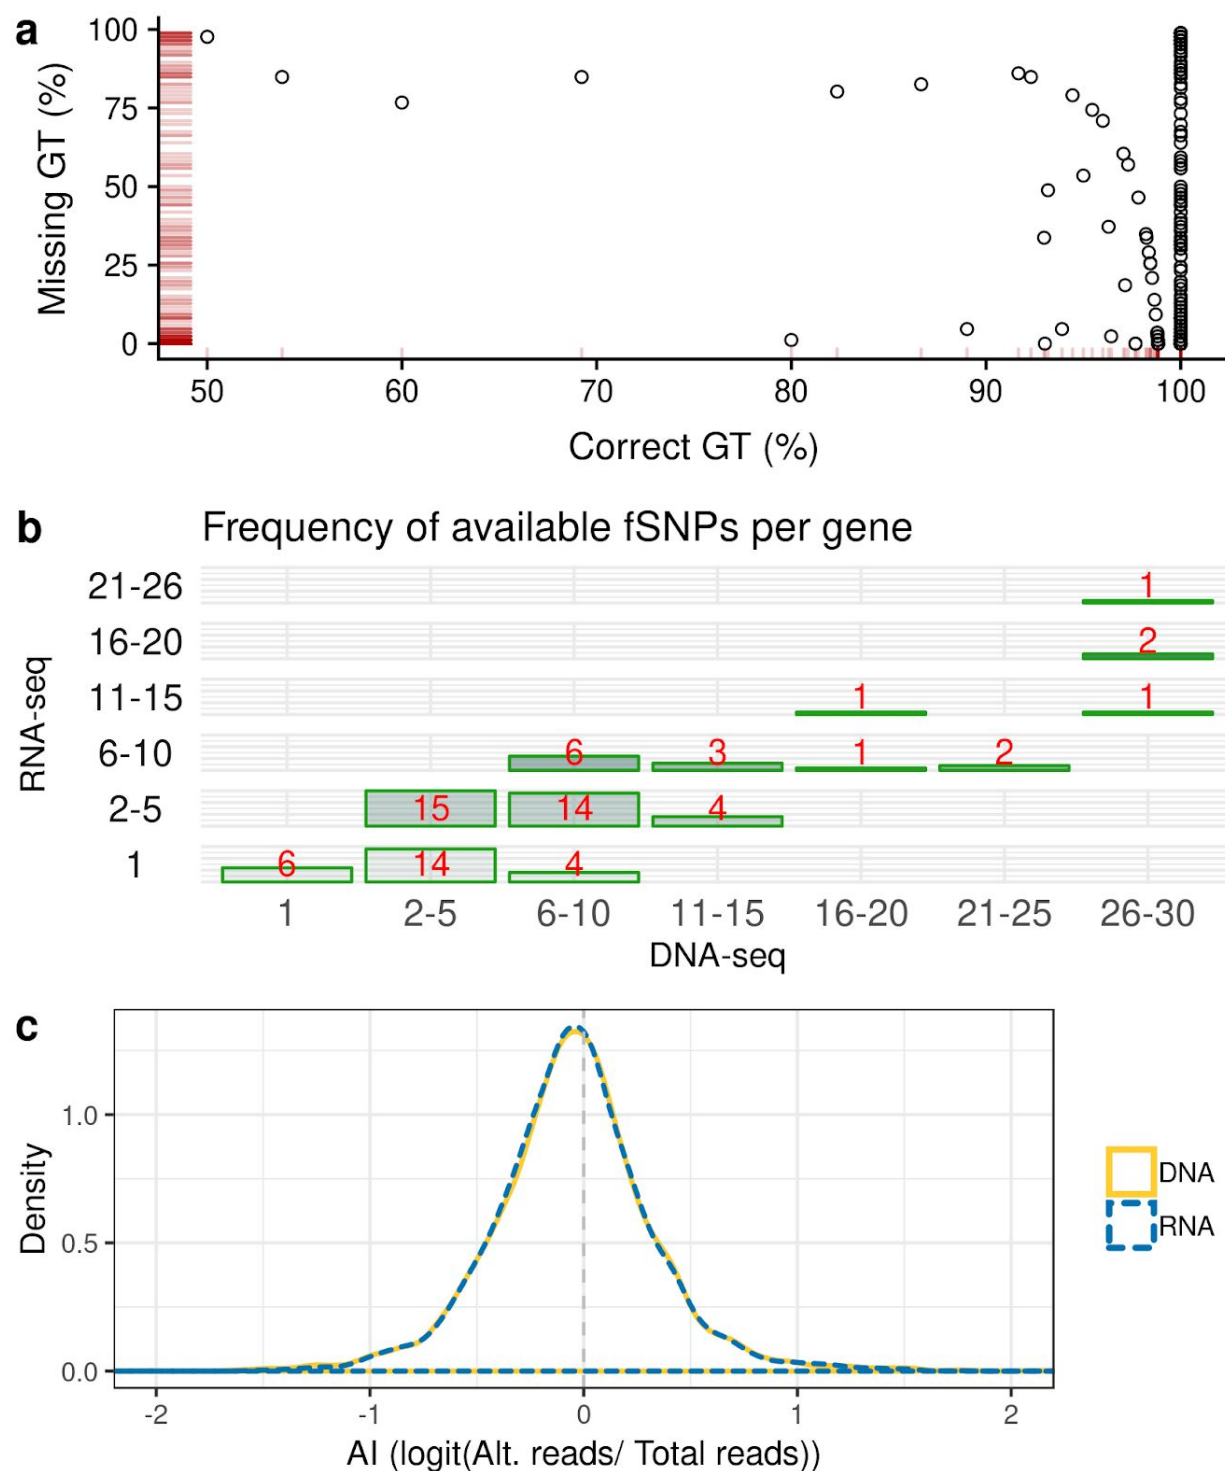 a
Missing GT (%)
100
75
50
25
0
50 60 70 80 90 100
Correct GT (%)
b
Frequency of available fSNPs per gene
RNA-seq
21-26 1
16-20 2
11-15 1 1
6-10 6 3 1 2
2-5 15 14 4
1 6 14 4
1 2-5 6-10 11-15 16-20 21-25 26-30
DNA-seq
c
Density
1.0
0.5
0.0
-2 -1 0 1 2
AI (logit(Alt. reads/ Total reads))
DNA
RNA